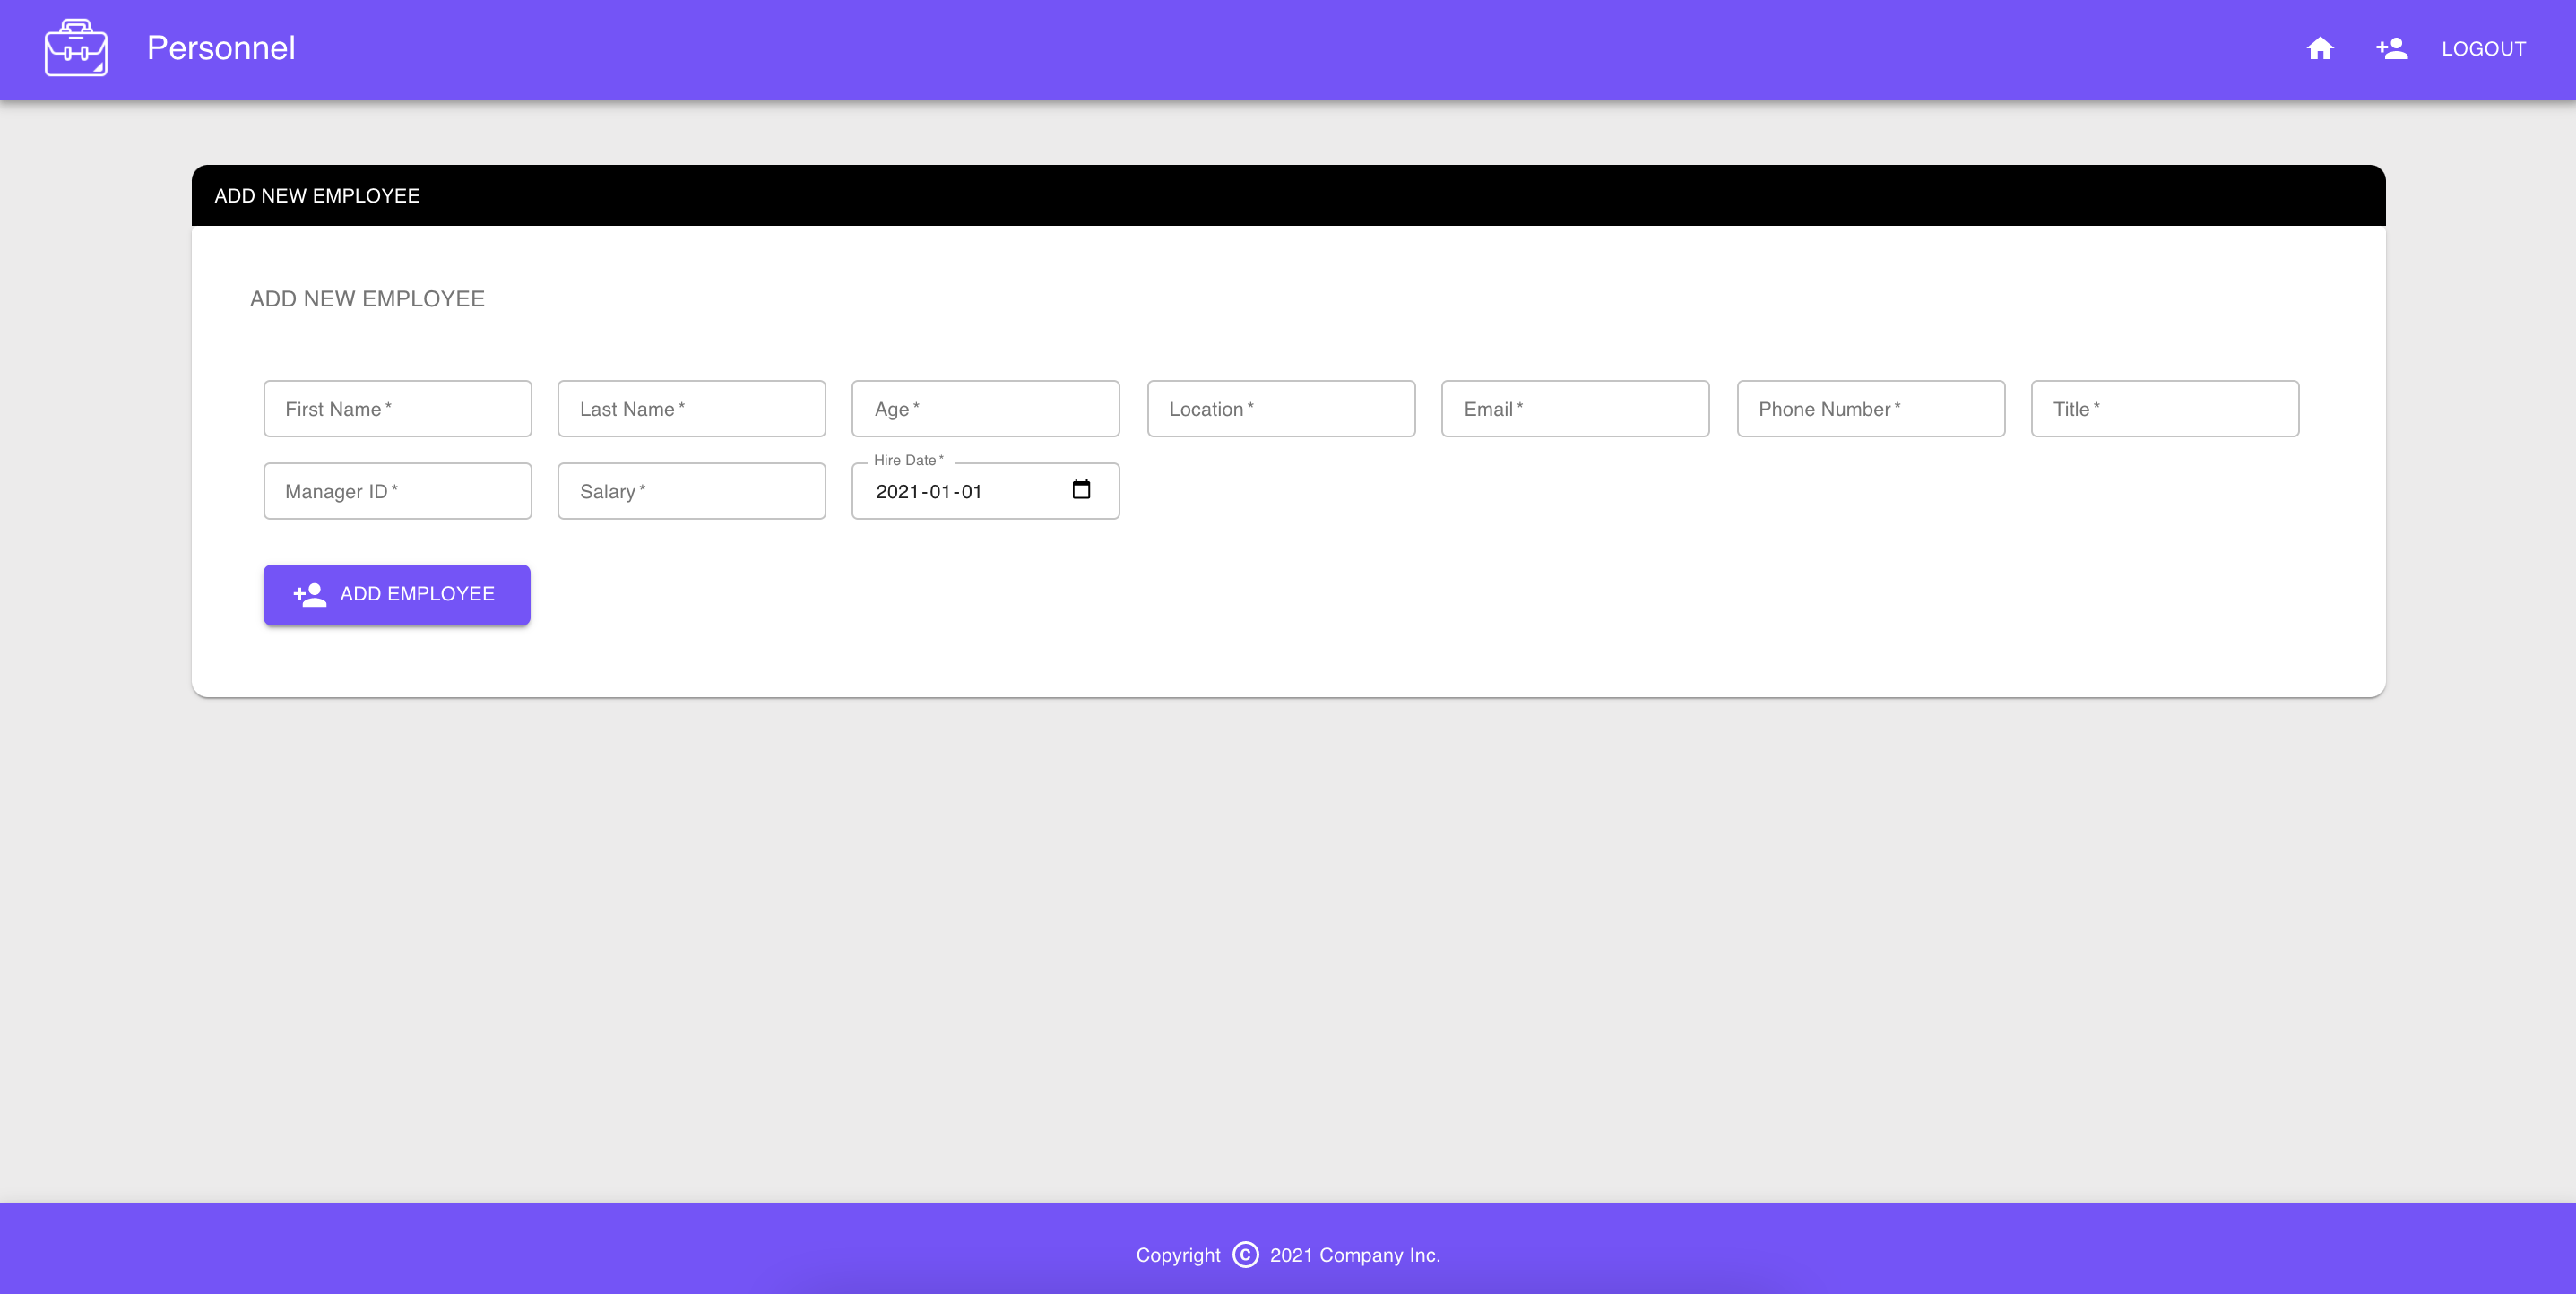 Personnel
LOGOUT
ADD NEW EMPLOYEE
ADD NEW EMPLOYEE
First Name * Last Name * Age * Location * Email * Phone Number * Title *
Hire Date *
Manager ID * Salary * 2021-01-01
ADD EMPLOYEE
Copyright © 2021 Company Inc.